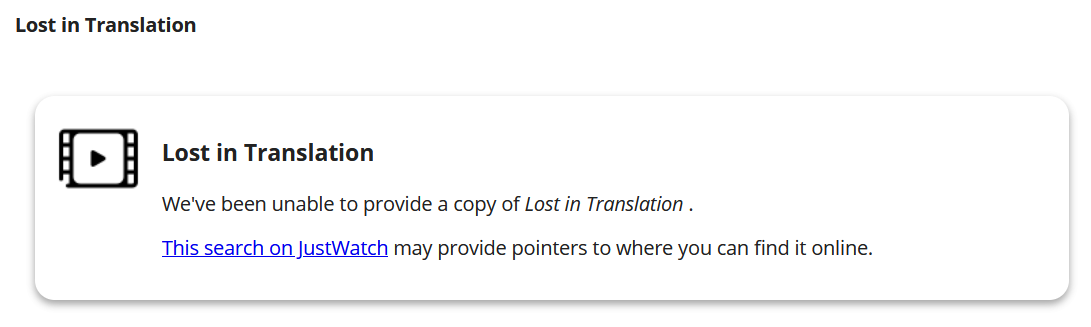 Lost in Translation
Lost in Translation
We've been unable to provide a copy of Lost in Translation .
This search on JustWatch may provide pointers to where you can find it online.